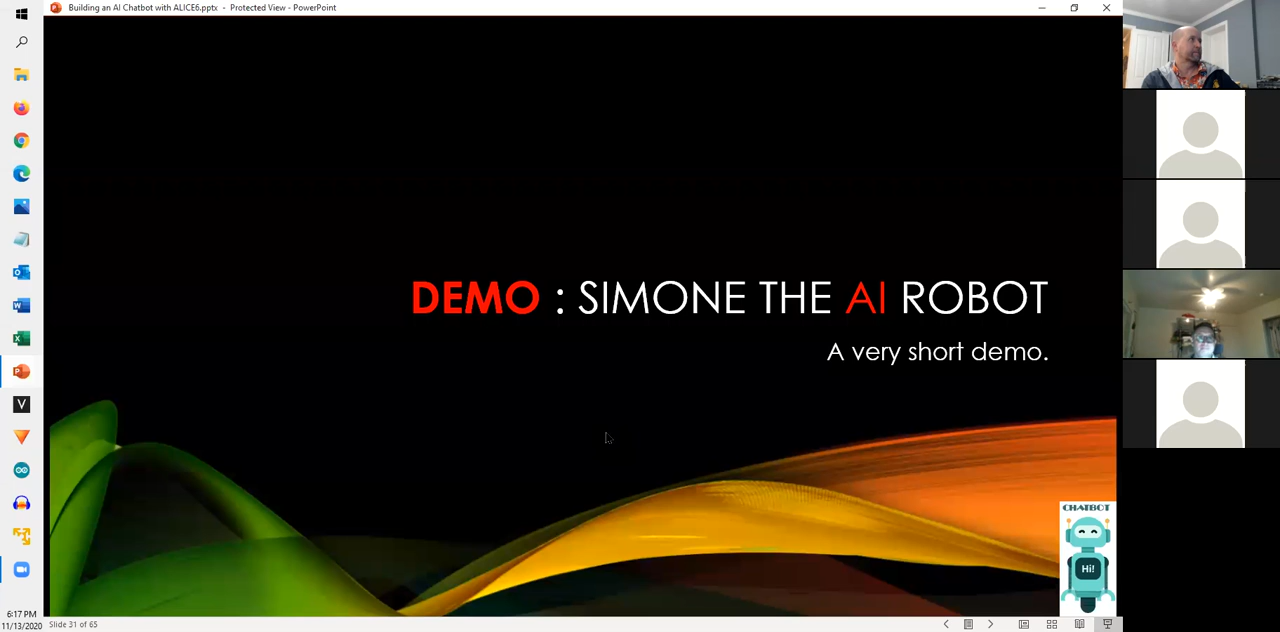 Building an AI Chatbot with ALICE6.pptx - Protected View - PowerPoint
DEMO : SIMONE THE AI ROBOT
A very short demo.
CHATBOT
Hi!
6:17 PM
11/13/2020
Slide 31 of 65